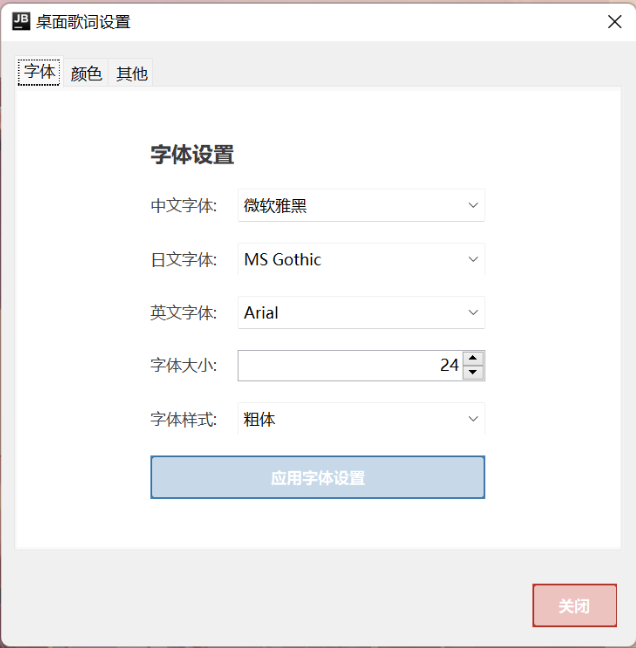 JB 桌面歌词设置
字体 颜色 其他
字体设置
中文字体: 微软雅黑
日文字体: MS Gothic
英文字体: Arial
字体大小: 24
字体样式: 粗体
应用字体设置
关闭